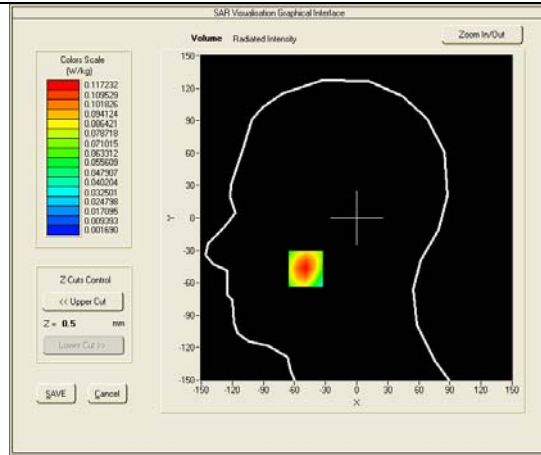 SAR Visualisation Graphical Interface
Volume Radiated Intensity
Zoom In/Out
Colors Scale
(W/kg)
0.117232
0.109529
0.101826
0.094124
0.086421
0.078718
0.071015
0.063312
0.055609
0.047907
0.040204
0.032501
0.024798
0.017095
0.009393
0.001690
Z-Cuts Control
<< Upper Cut
Z = 0.5 mm
Lower Cut >>
SAVE Cancel
150-
120-
90-
60-
30-
0-
-30-
-60-
-90-
-120-
-150-
Y
-150 -120 -90 -60 -30 0 30 60 90 120 150
X